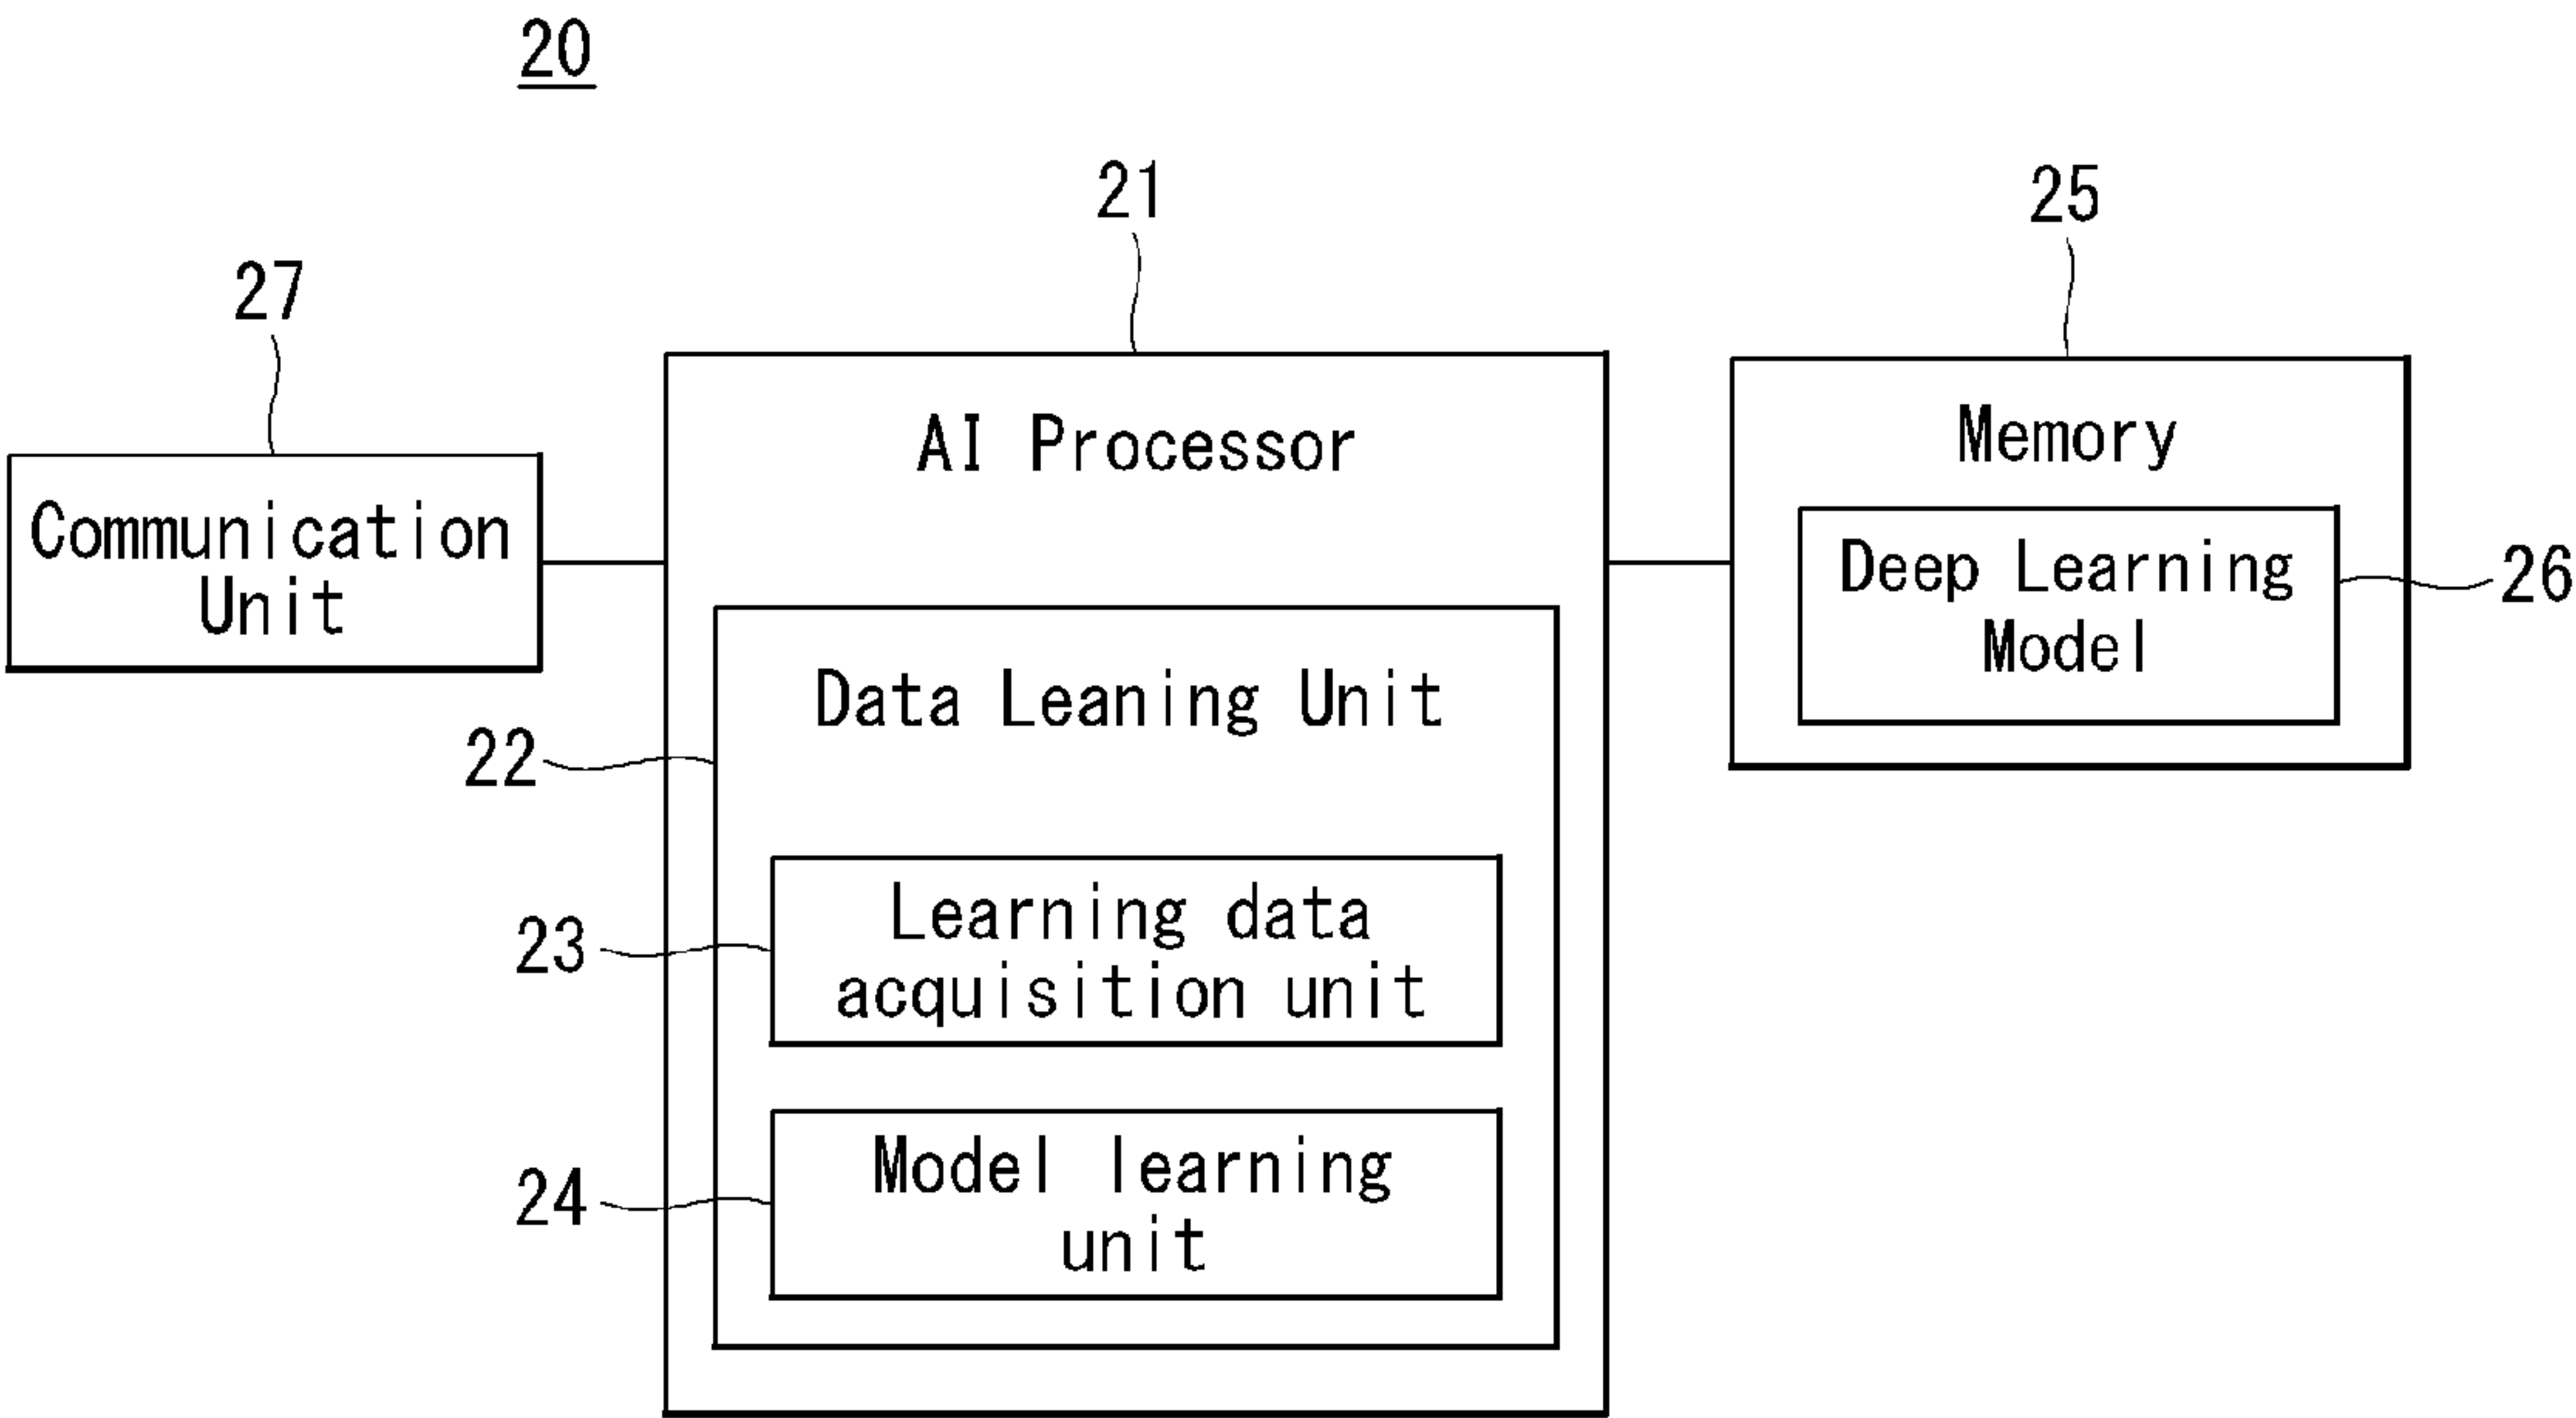 20
21
25
27
AI Processor
Memory
Communication
Unit
Deep Learning
Model
26
Data Leaning Unit
22
Learning data
acquisition unit
23
Model learning
unit
24